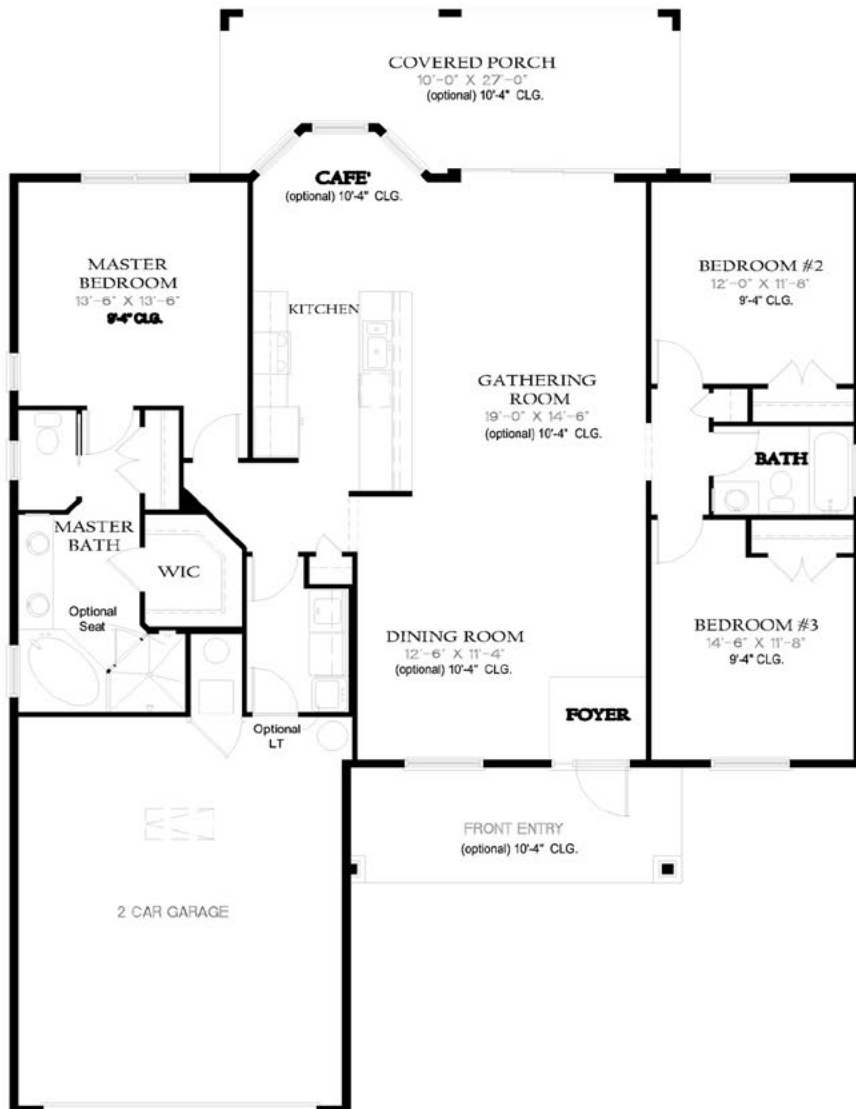 COVERED PORCH
10'-0" X 27'-0"
(optional) 10'-4" CLG.
CAFE'
(optional) 10'-4" CLG.
MASTER
BEDROOM
13'-6" X 13'-6"
9'-4" CLG.
KITCHEN
BEDROOM #2
12'-0" X 11'-8"
9'-4" CLG.
GATHERING
ROOM
19'-0" X 14'-6"
(optional) 10'-4" CLG.
BATH
MASTER
BATH
WIC
Optional
Seat
DINING ROOM
12'-6" X 11'-4"
(optional) 10'-4" CLG.
BEDROOM #3
14'-6" X 11'-8"
9'-4" CLG.
FOYER
Optional
LT
FRONT ENTRY
(optional) 10'-4" CLG.
2 CAR GARAGE